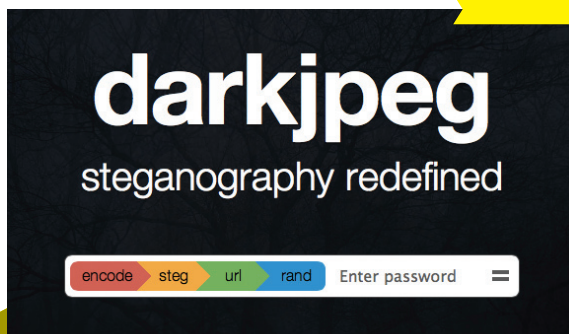 darkjpeg
steganography redefined
encode steg url rand Enter password =